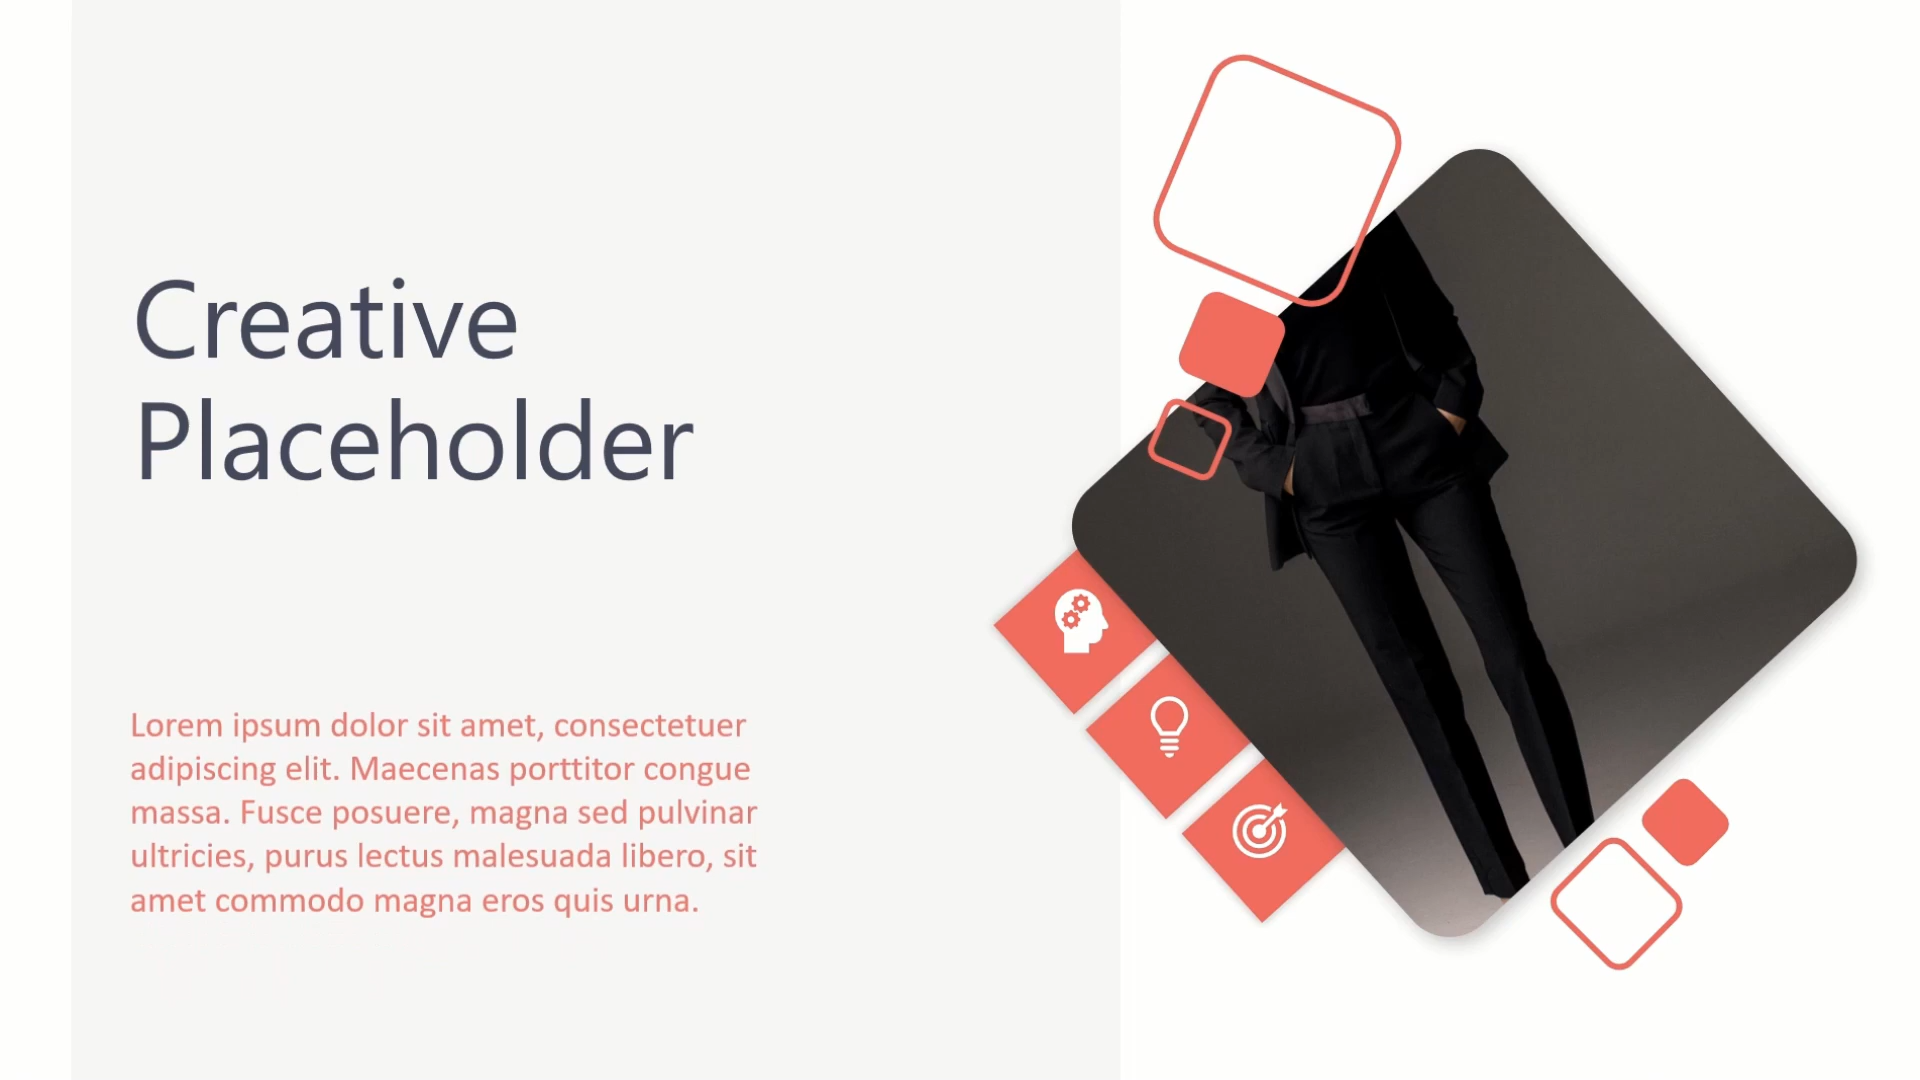 Creative
Placeholder
Lorem ipsum dolor sit amet, consectetuer
adipiscing elit. Maecenas porttitor congue
massa. Fusce posuere, magna sed pulvinar
ultricies, purus lectus malesuada libero, sit
amet commodo magna eros quis urna.